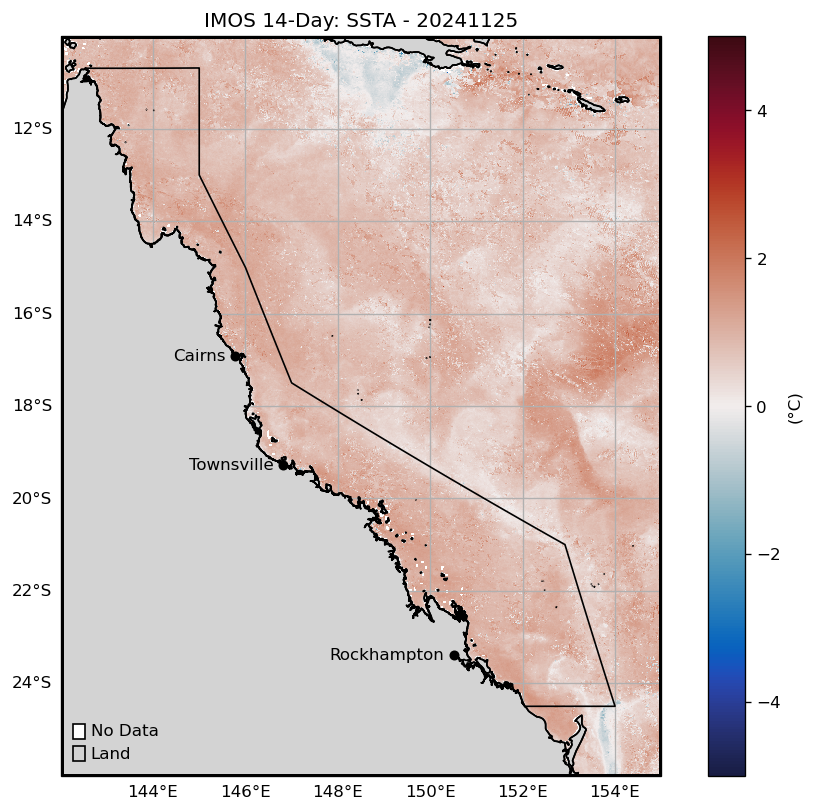 IMOS 14-Day: SSTA - 20241125
12°S
14°S
16°S
18°S
20°S
22°S
24°S
Cairns
Townsville
Rockhampton
No Data
Land
144°E 146°E 148°E 150°E 152°E 154°E
4
2
0
−2
−4
(°C)